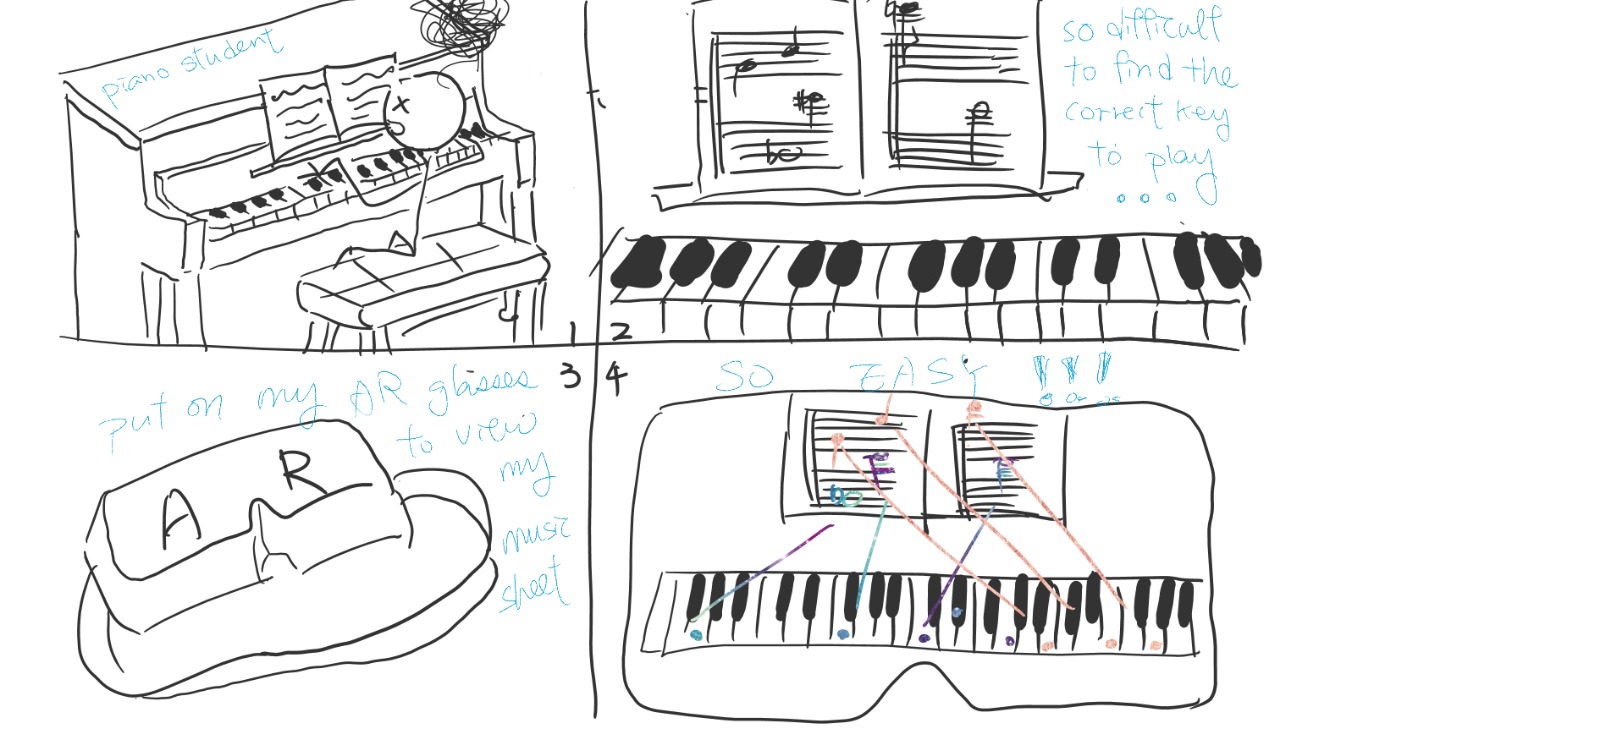 piano student
1
so difficult
to find the
correct key
to play
...
2
3
put on my AR glasses
to view
my
music
sheet
A R
4
SO EASY !!!